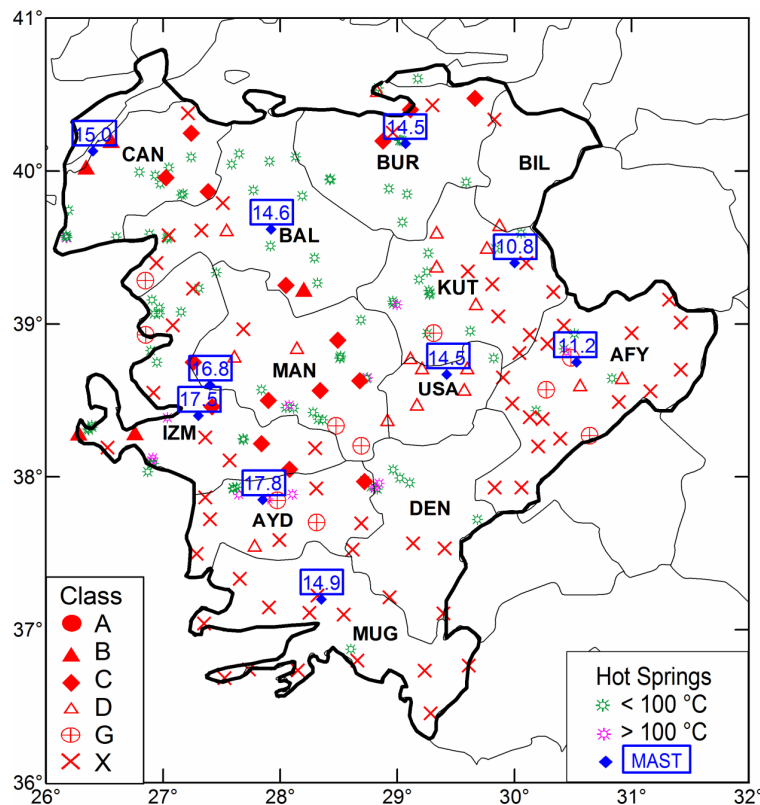 41°
15.0
14.5
CAN
BUR
BIL
40°
14.6
BAL
10.8
KUT
39°
11.2
14.5
AFY
16.8
MAN
USA
17.5
IZM
38°
17.8
DEN
AYD
14.9
Class
A
B
C
D
G
X
37°
MUG
Hot Springs
< 100 °C
> 100 °C
MAST
36°
26° 27° 28° 29° 30° 31° 32°